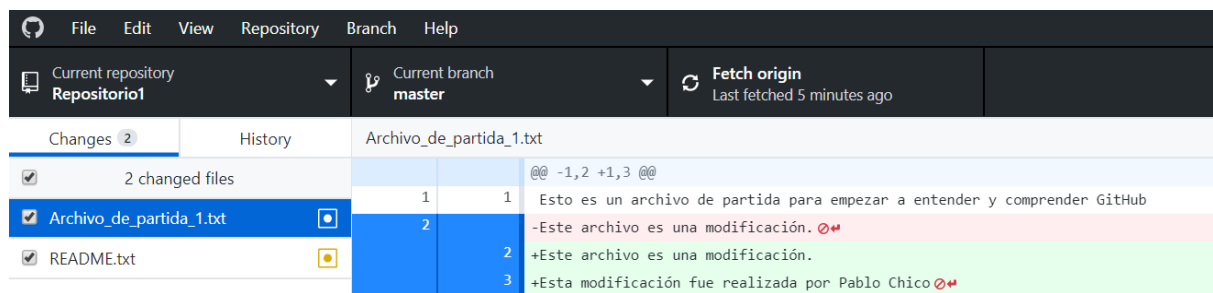 File Edit View Repository Branch Help
Current repository
Repositorio1
Current branch
master
Fetch origin
Last fetched 5 minutes ago
Changes 2 History
2 changed files
Archivo_de_partida_1.txt
README.txt
Archivo_de_partida_1.txt
@@ -1,2 +1,3 @@
1 1 Esto es un archivo de partida para empezar a entender y comprender GitHub
2 -Este archivo es una modificación.
2 +Este archivo es una modificación.
3 +Esta modificación fue realizada por Pablo Chico